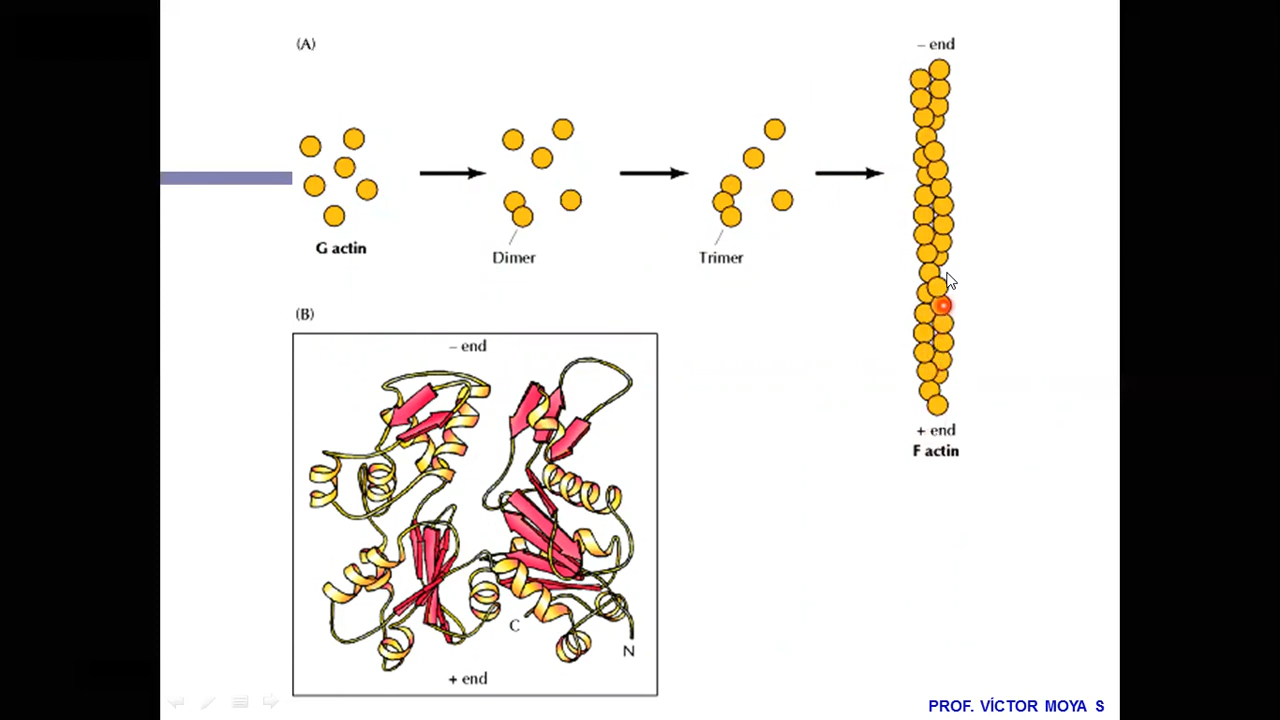 (A)
– end
G actin
Dimer
Trimer
+ end
F actin
(B)
– end
C
N
+ end
PROF. VÍCTOR MOYA S